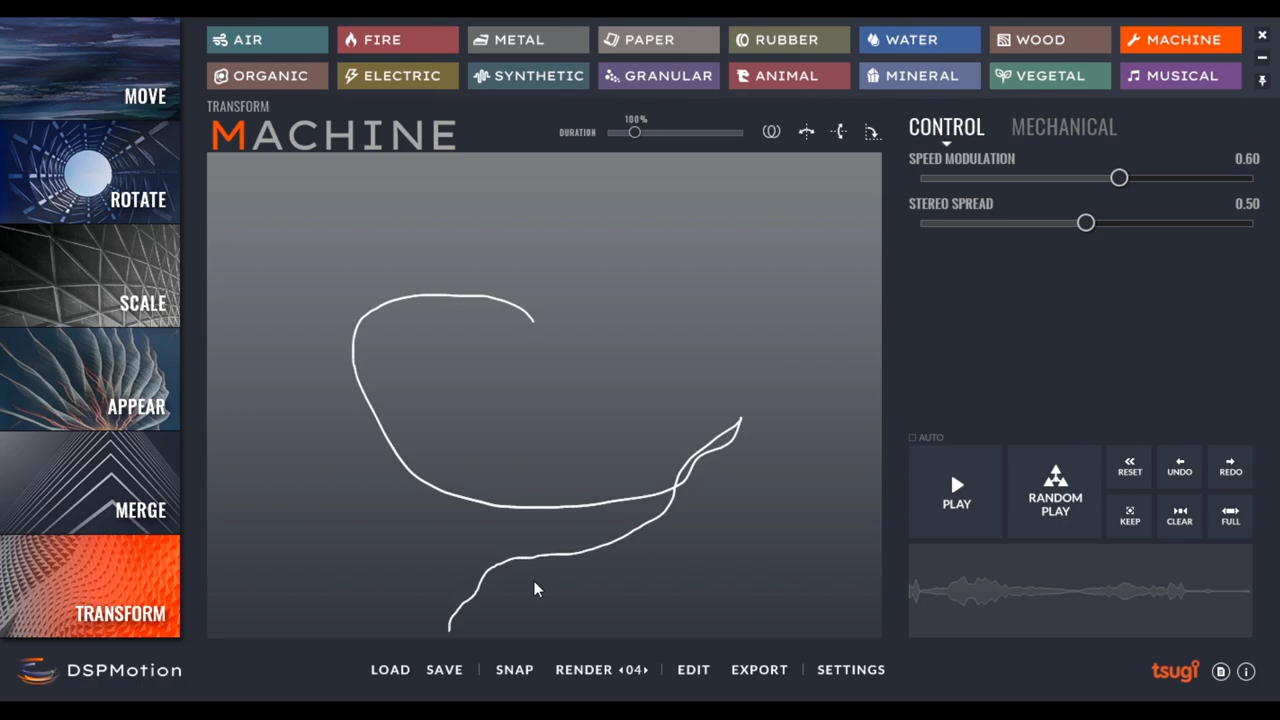 MOVE
ROTATE
SCALE
APPEAR
MERGE
TRANSFORM
DSPMotion
AIR FIRE METAL PAPER RUBBER WATER WOOD MACHINE
ORGANIC ELECTRIC SYNTHETIC GRANULAR ANIMAL MINERAL VEGETAL MUSICAL
TRANSFORM
MACHINE
DURATION 100%
CONTROL MECHANICAL
SPEED MODULATION 0.60
STEREO SPREAD 0.50
AUTO
PLAY
RANDOM
PLAY
RESET UNDO REDO
KEEP CLEAR FULL
LOAD SAVE SNAP RENDER 04 EDIT EXPORT SETTINGS
tsugi